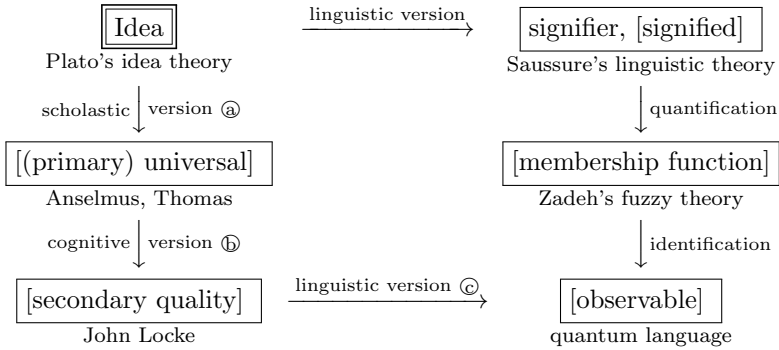 Idea
linguistic version
signifier, [signified]
Plato's idea theory
Saussure's linguistic theory
scholastic version ⓐ
quantification
[(primary) universal]
[membership function]
Anselmus, Thomas
Zadeh's fuzzy theory
cognitive version ⓑ
identification
[secondary quality]
linguistic version ⓒ
[observable]
John Locke
quantum language